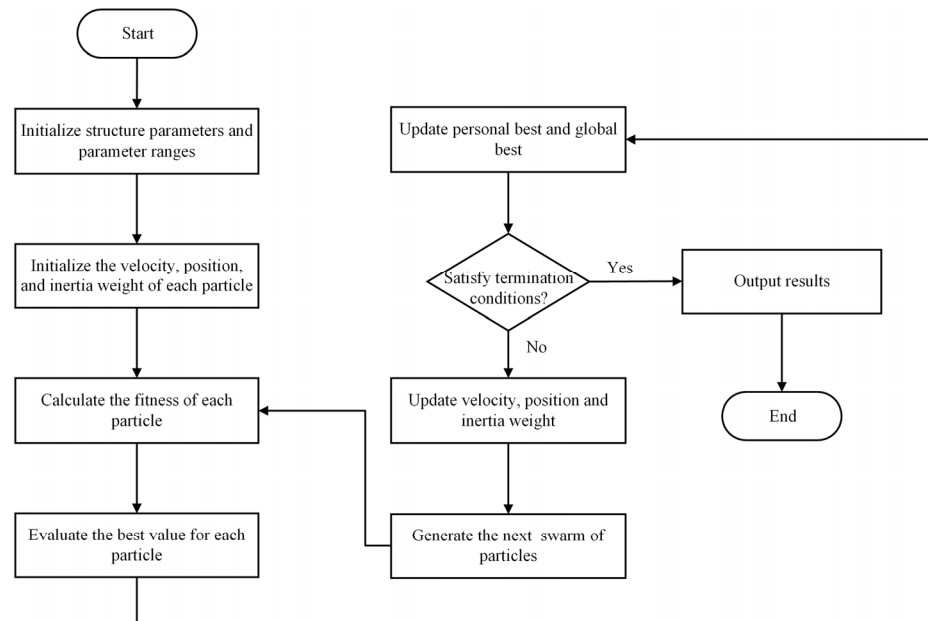 Start
Initialize structure parameters and
parameter ranges
Initialize the velocity, position,
and inertia weight of each particle
Calculate the fitness of each
particle
Evaluate the best value for each
particle
Update personal best and global
best
Satisfy termination
conditions?
Yes
No
Output results
End
Update velocity, position and
inertia weight
Generate the next swarm of
particles